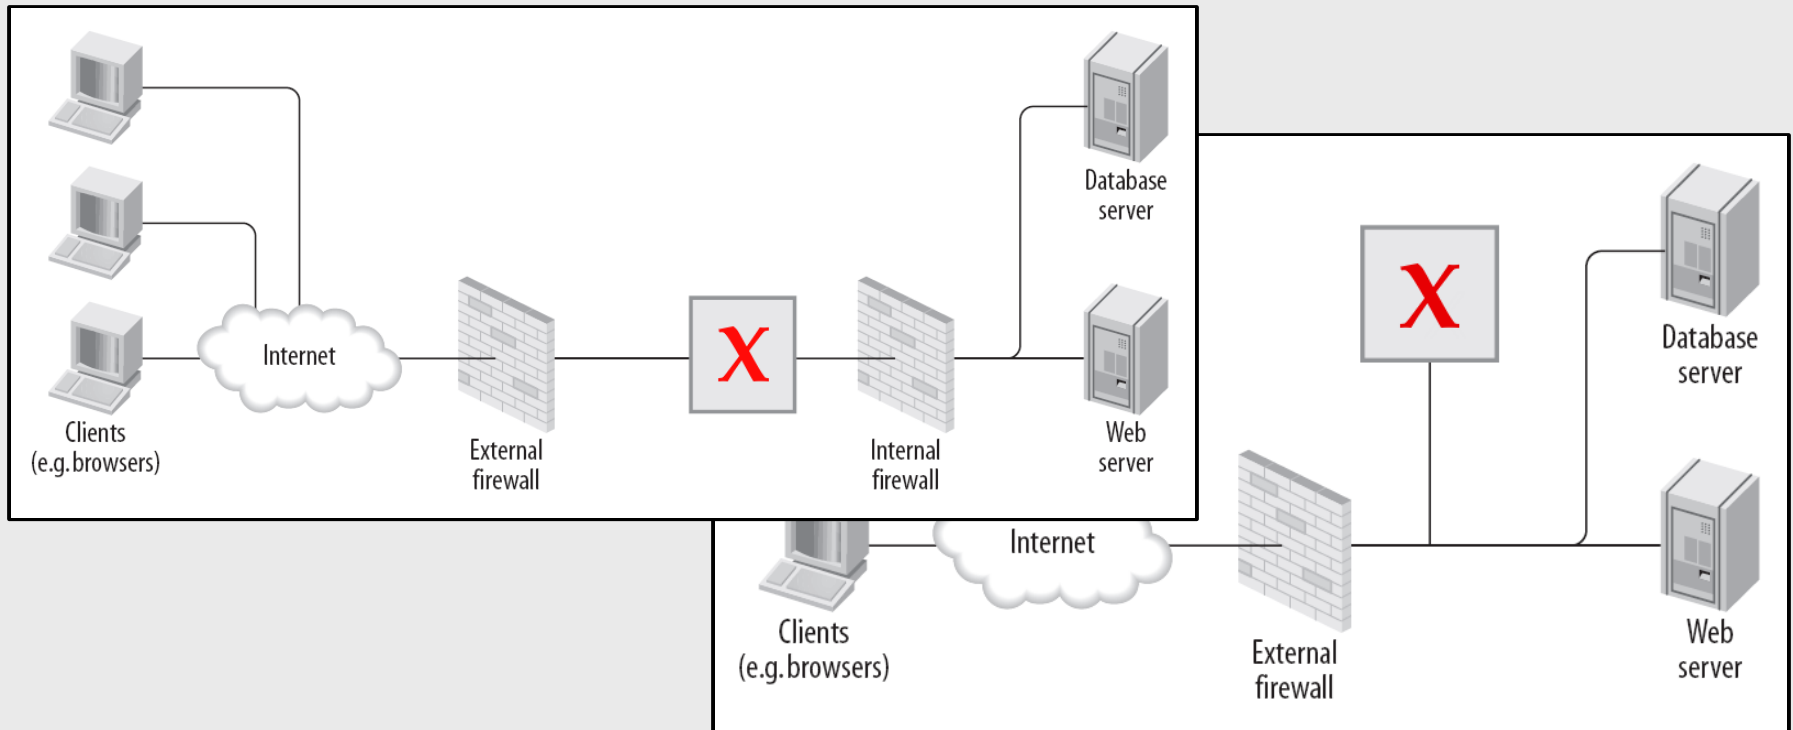 Database
server
Internet
X
Clients
(e.g. browsers)
External
firewall
Internal
firewall
Web
server
X
Database
server
Internet
Clients
(e.g. browsers)
External
firewall
Web
server